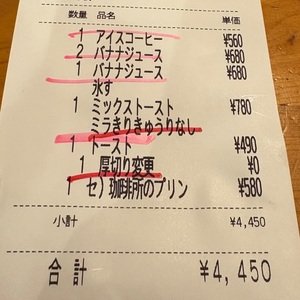 数量 品名 単価
1 アイスコーヒー ¥560
2 バナナジュース ¥680
1 バナナジュース ¥680
氷す
1 ミックストースト ¥780
ミラきりきゅうりなし
1 トースト ¥490
1 厚切り変更 ¥0
1 セ)珈琲所のプリン ¥580
小計 ¥4,450
合計 ¥4,450